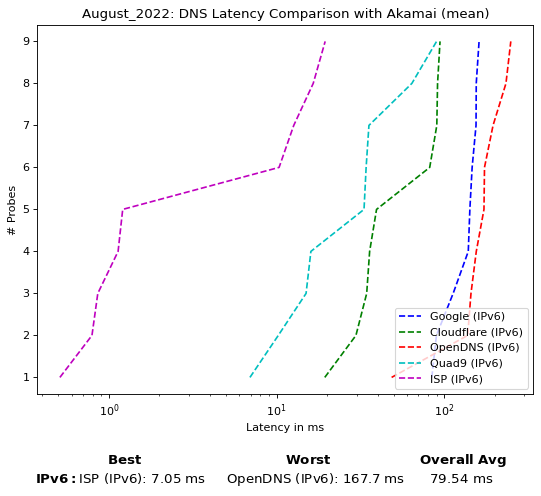 August_2022: DNS Latency Comparison with Akamai (mean)
9
8
7
6
5
4
3
2
1
# Probes
Google (IPv6)
Cloudflare (IPv6)
OpenDNS (IPv6)
Quad9 (IPv6)
ISP (IPv6)
10⁰ 10¹ 10²
Latency in ms
Best Worst Overall Avg
IPv6: ISP (IPv6): 7.05 ms OpenDNS (IPv6): 167.7 ms 79.54 ms